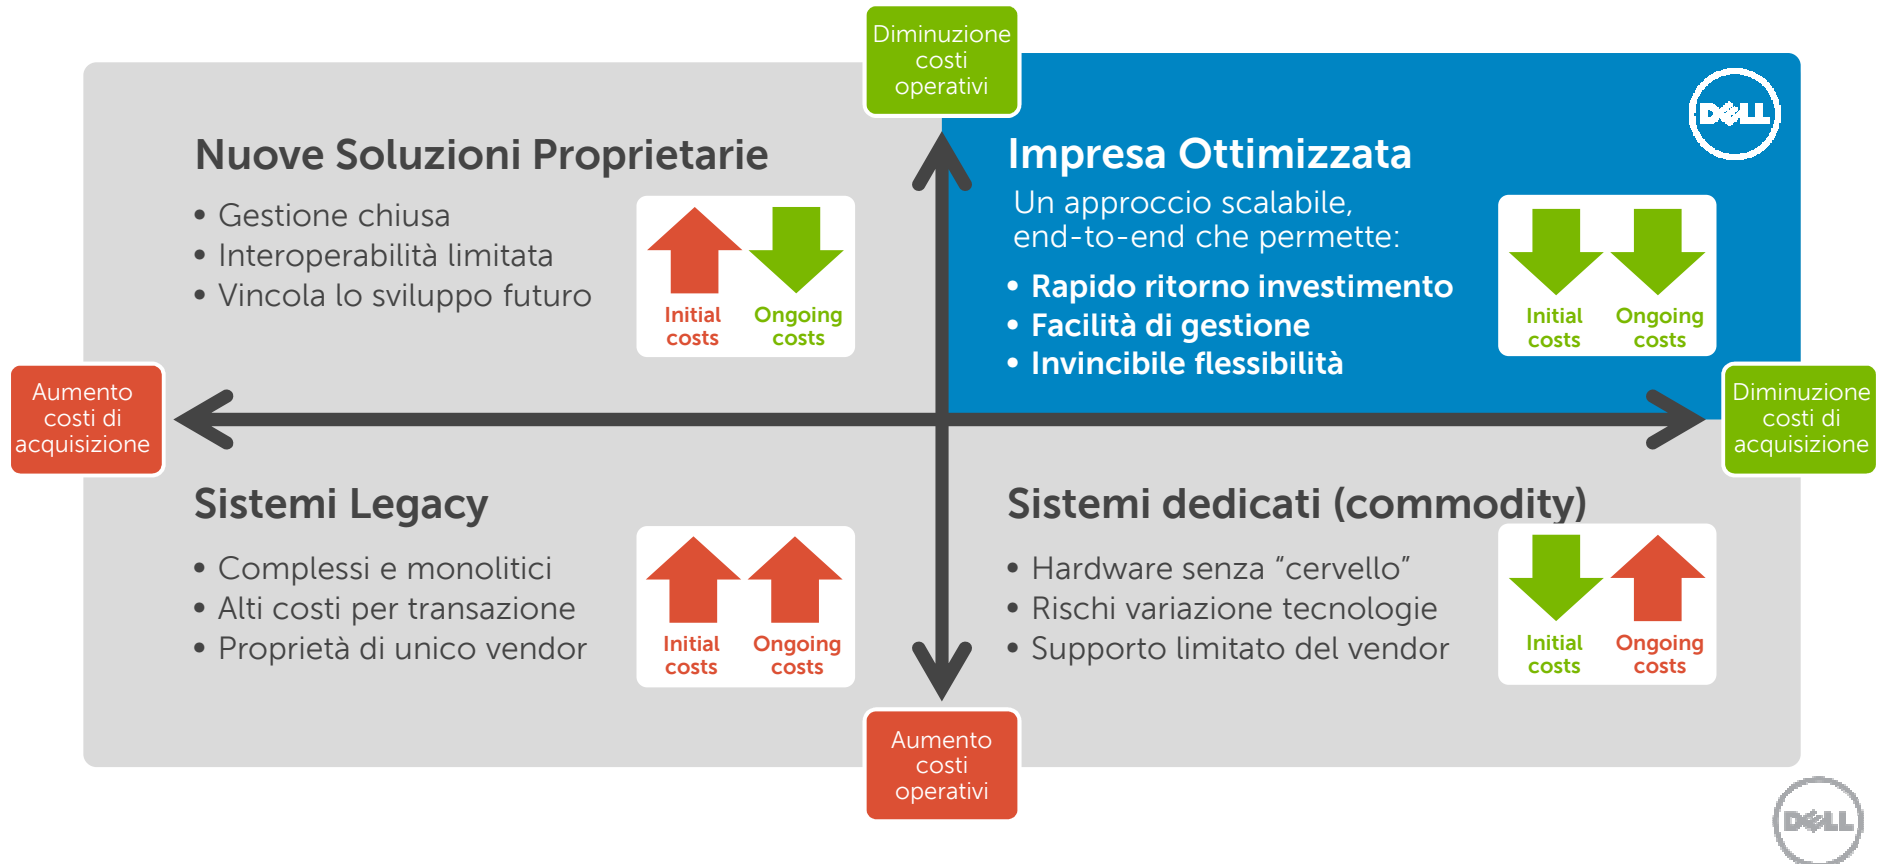 Diminuzione
costi
operativi
DELL
Nuove Soluzioni Proprietarie
• Gestione chiusa
• Interoperabilità limitata
• Vincola lo sviluppo futuro
Initial
costs
Ongoing
costs
Impresa Ottimizzata
Un approccio scalabile,
end-to-end che permette:
• Rapido ritorno investimento
• Facilità di gestione
• Invincibile flessibilità
Initial
costs
Ongoing
costs
Aumento
costi di
acquisizione
Diminuzione
costi di
acquisizione
Sistemi Legacy
• Complessi e monolitici
• Alti costi per transazione
• Proprietà di unico vendor
Initial
costs
Ongoing
costs
Sistemi dedicati (commodity)
• Hardware senza “cervello”
• Rischi variazione tecnologie
• Supporto limitato del vendor
Initial
costs
Ongoing
costs
Aumento
costi
operativi
DELL